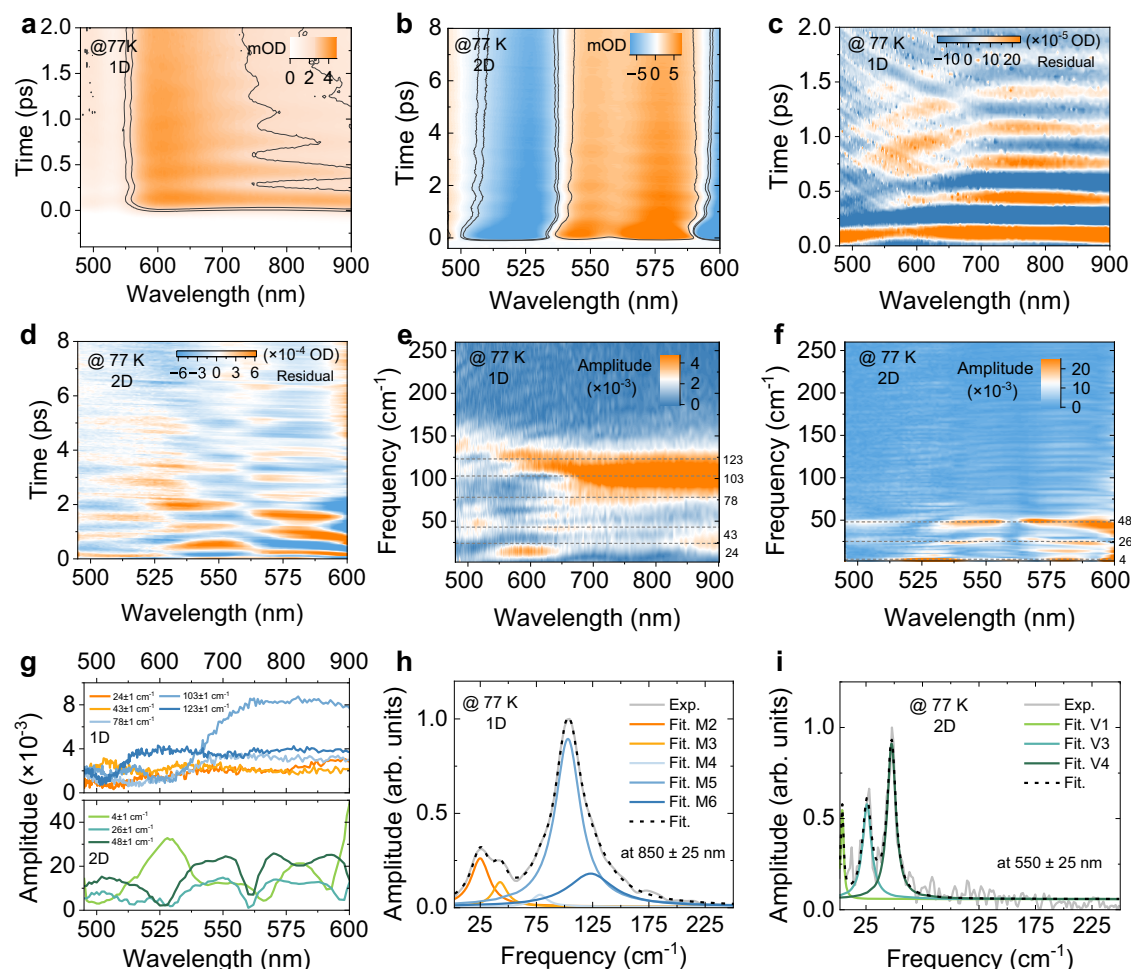 a
@77K
1D
mOD
0 2 4
2.0
1.5
1.0
0.5
0.0
Time (ps)
500 600 700 800 900
Wavelength (nm)
b
@77 K
2D
mOD
−5 0 5
8
6
4
2
0
Time (ps)
500 525 550 575 600
Wavelength (nm)
c
@ 77 K
1D
(×10⁻⁵ OD)
−10 0 10 20
Residual
2.0
1.5
1.0
0.5
0.0
Time (ps)
500 600 700 800 900
Wavelength (nm)
d
@ 77 K
2D
(×10⁻⁴ OD)
−6 −3 0 3 6
Residual
8
6
4
2
0
Time (ps)
500 525 550 575 600
Wavelength (nm)
e
@ 77 K
1D
Amplitude
(×10⁻³)
4
2
0
250
200
150
100
50
Frequency (cm⁻¹)
123
103
78
43
24
500 600 700 800 900
Wavelength (nm)
f
@ 77 K
2D
Amplitude
(×10⁻³)
20
10
0
250
200
150
100
50
Frequency (cm⁻¹)
48
26
4
500 525 550 575 600
Wavelength (nm)
g
500 600 700 800 900
24±1 cm⁻¹
43±1 cm⁻¹
78±1 cm⁻¹
103±1 cm⁻¹
123±1 cm⁻¹
1D
8
4
0
4±1 cm⁻¹
26±1 cm⁻¹
48±1 cm⁻¹
2D
40
20
0
Amplitdue (×10⁻³)
500 525 550 575 600
Wavelength (nm)
h
@ 77 K
1D
Exp.
Fit. M2
Fit. M3
Fit. M4
Fit. M5
Fit. M6
Fit.
at 850 ± 25 nm
1.0
0.5
0.0
Amplitude (arb. units)
25 75 125 175 225
Frequency (cm⁻¹)
i
@ 77 K
2D
Exp.
Fit. V1
Fit. V3
Fit. V4
Fit.
at 550 ± 25 nm
1.0
0.5
0.0
Amplitude (arb. units)
25 75 125 175 225
Frequency (cm⁻¹)